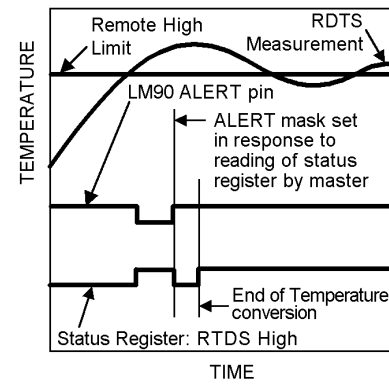 Remote High
Limit
RDTS
Measurement
LM90 ALERT pin
ALERT mask set
in response to
reading of status
register by master
End of Temperature
conversion
Status Register: RTDS High
TEMPERATURE
TIME